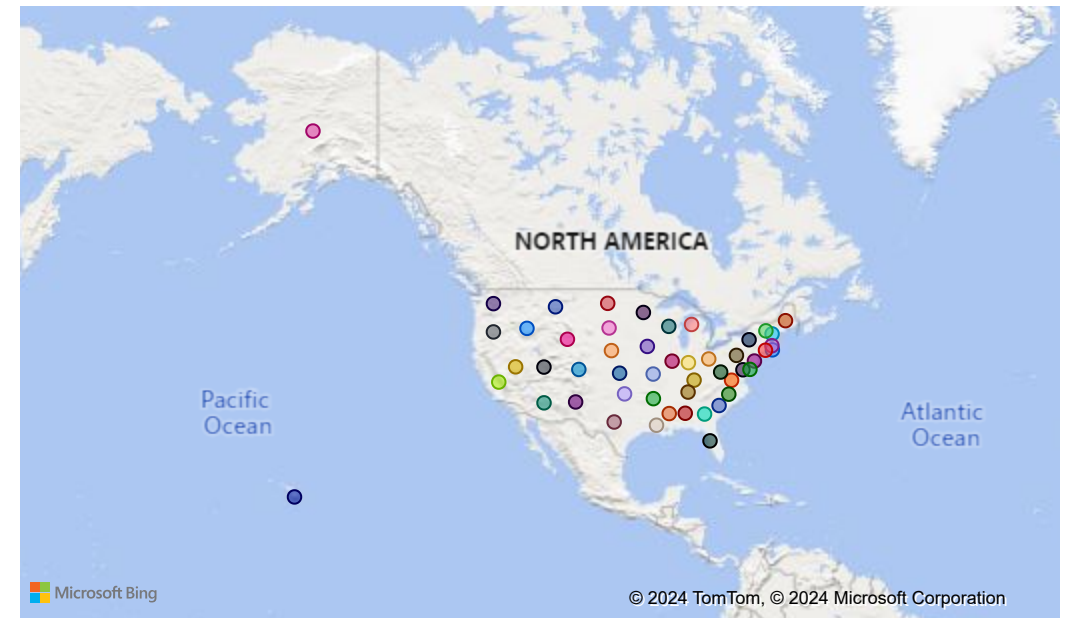 NORTH AMERICA
Pacific
Ocean
Atlantic
Ocean
Microsoft Bing
© 2024 TomTom, © 2024 Microsoft Corporation